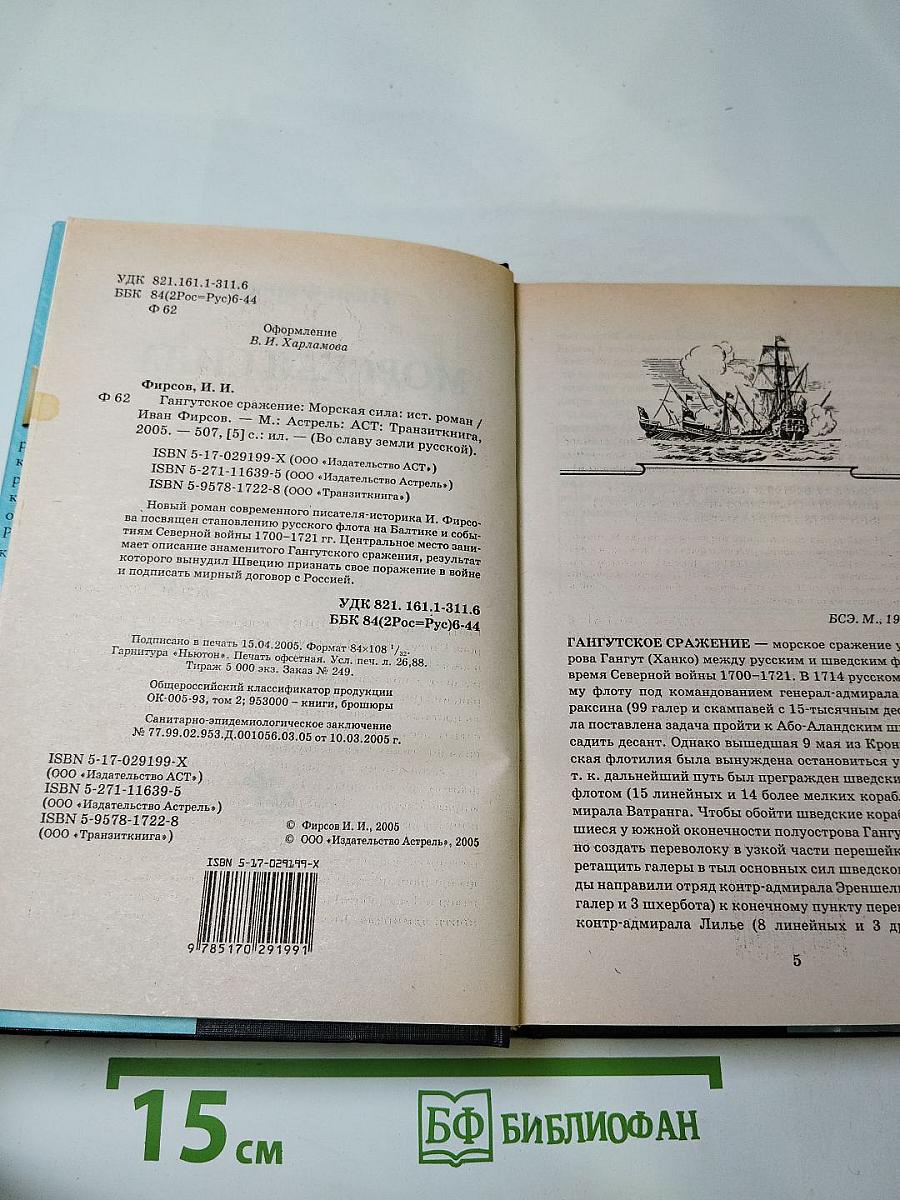 УДК 821.161.1-311.6
ББК 84(2Рос=Рус)6-44
Ф 62
Оформление
В. И. Харламова
Фирсов, И. И.
Ф 62 Гангутское сражение: Морская сила: ист. роман /
Иван Фирсов. — М.: Астрель: АСТ: Транзиткнига,
2005. — 507, [5] с.: ил. — (Во славу земли русской).
ISBN 5-17-029199-X (ООО «Издательство АСТ»)
ISBN 5-271-11639-5 (ООО «Издательство Астрель»)
ISBN 5-9578-1722-8 (ООО «Транзиткнига»)
Новый роман современного писателя-историка И. Фирсо-
ва посвящен становлению русского флота на Балтике и собы-
тиям Северной войны 1700–1721 гг. Центральное место зани-
мает описание знаменитого Гангутского сражения, результат
которого вынудил Швецию признать свое поражение в войне
и подписать мирный договор с Россией.
УДК 821. 161.1-311.6
ББК 84(2Рос=Рус)6-44
Подписано в печать 15.04.2005. Формат 84×108 1/32.
Гарнитура «Ньютон». Печать офсетная. Усл. печ. л. 26,88.
Тираж 5 000 экз. Заказ № 249.
Общероссийский классификатор продукции
ОК-005-93, том 2; 953000 – книги, брошюры
Санитарно-эпидемиологическое заключение
№ 77.99.02.953.Д.001056.03.05 от 10.03.2005 г.
ISBN 5-17-029199-X
(ООО «Издательство АСТ»)
ISBN 5-271-11639-5
(ООО «Издательство Астрель»)
ISBN 5-9578-1722-8
(ООО «Транзиткнига»)
© Фирсов И. И., 2005
© ООО «Издательство Астрель», 2005
ISBN 5-17-029199-X
9 785170 291991
БСЭ. М., 19
ГАНГУТСКОЕ СРАЖЕНИЕ — морское сражение у
рова Гангут (Ханко) между русским и шведским ф
время Северной войны 1700–1721. В 1714 русском
му флоту под командованием генерал-адмирала
раксина (99 галер и скампавей с 15-тысячным дес
ла поставлена задача пройти к Або-Аландским ш
садить десант. Однако вышедшая 9 мая из Крон
ская флотилия была вынуждена остановиться у
т. к. дальнейший путь был прегражден шведски
флотом (15 линейных и 14 более мелких кораб
мирала Ватранга. Чтобы обойти шведские кораб
шиеся у южной оконечности полуострова Гангу
но создать переволоку в узкой части перешейк
ретащить галеры в тыл основных сил шведско
ды направили отряд контр-адмирала Эреншель
галер и 3 шхербота) к конечному пункту пере
контр-адмирала Лилье (8 линейных и 3 д
5
15 см
БФ БИБЛИОФАН